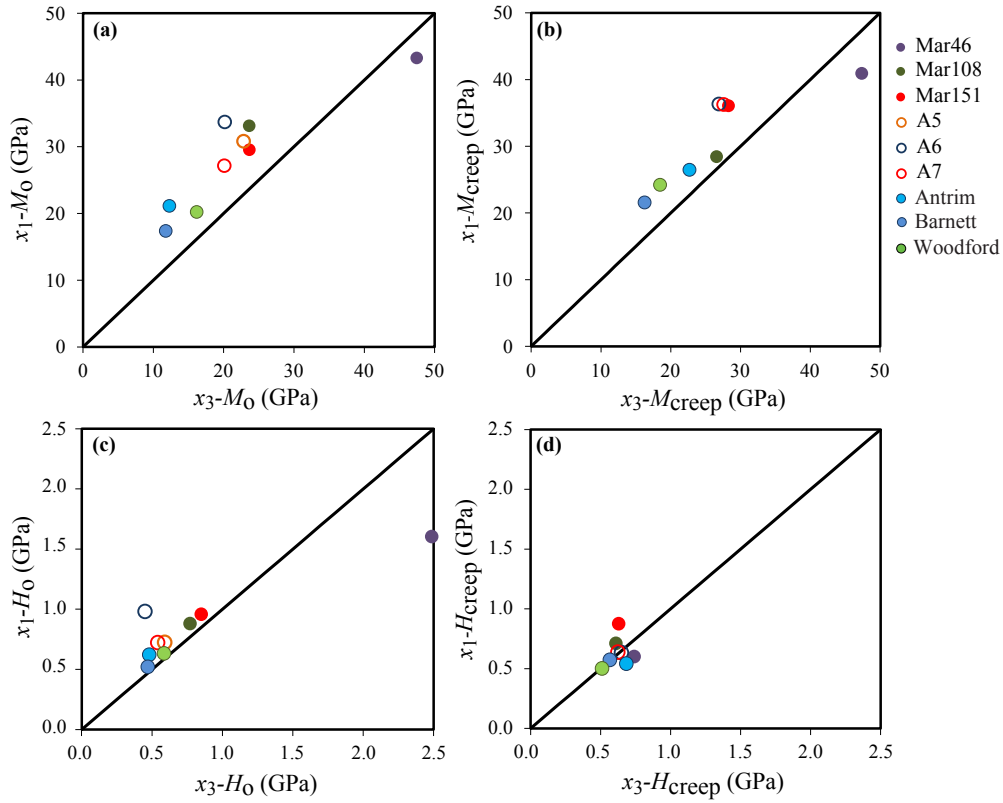 (a)
50
40
30
20
10
0
x1-Mo (GPa)
0
10
20
30
40
50
x3-Mo (GPa)
(b)
50
40
30
20
10
0
x1-Mcreep (GPa)
0
10
20
30
40
50
x3-Mcreep (GPa)
Mar46
Mar108
Mar151
A5
A6
A7
Antrim
Barnett
Woodford
(c)
2.5
2.0
1.5
1.0
0.5
0.0
x1-Ho (GPa)
0.0
0.5
1.0
1.5
2.0
2.5
x3-Ho (GPa)
(d)
2.5
2.0
1.5
1.0
0.5
0.0
x1-Hcreep (GPa)
0.0
0.5
1.0
1.5
2.0
2.5
x3-Hcreep (GPa)